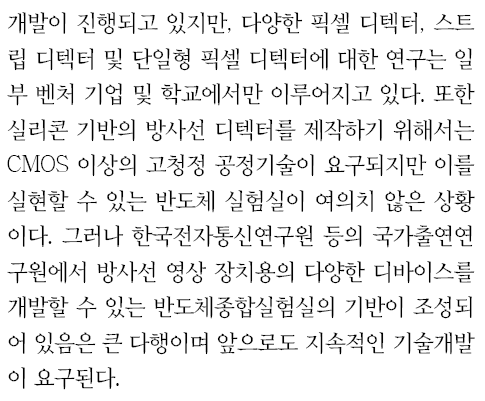 개발이 진행되고 있지만, 다양한 픽셀 디텍터, 스트
립 디텍터 및 단일형 픽셀 디텍터에 대한 연구는 일
부 벤처 기업 및 학교에서만 이루어지고 있다. 또한
실리콘 기반의 방사선 디텍터를 제작하기 위해서는
CMOS 이상의 고청정 공정기술이 요구되지만 이를
실현할 수 있는 반도체 실험실이 여의치 않은 상황
이다. 그러나 한국전자통신연구원 등의 국가출연연
구원에서 방사선 영상 장치용의 다양한 디바이스를
개발할 수 있는 반도체종합실험실의 기반이 조성되
어 있음은 큰 다행이며 앞으로도 지속적인 기술개발
이 요구된다.